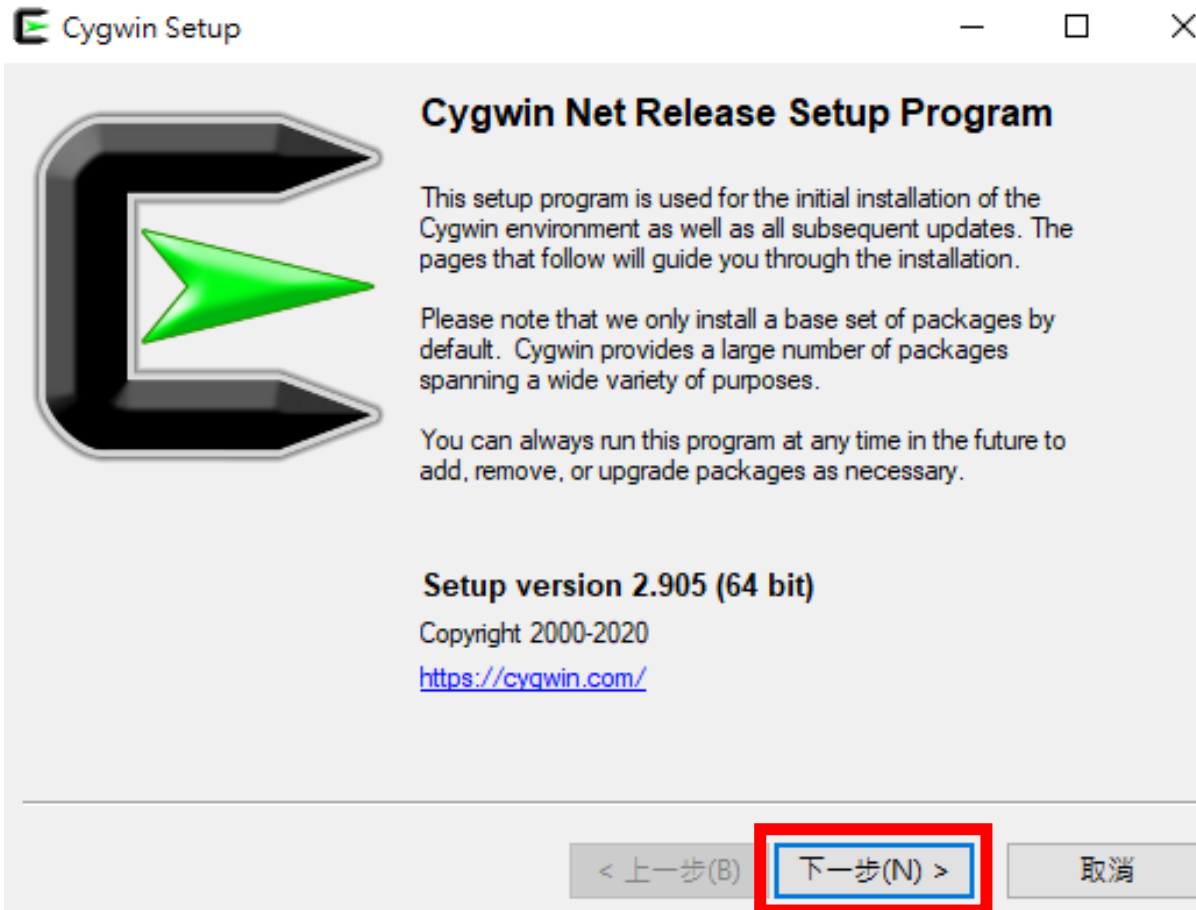 Cygwin Setup
Cygwin Net Release Setup Program
This setup program is used for the initial installation of the
Cygwin environment as well as all subsequent updates. The
pages that follow will guide you through the installation.
Please note that we only install a base set of packages by
default. Cygwin provides a large number of packages
spanning a wide variety of purposes.
You can always run this program at any time in the future to
add, remove, or upgrade packages as necessary.
Setup version 2.905 (64 bit)
Copyright 2000-2020
https://cygwin.com/
< 上一步(B)
下一步(N) >
取消